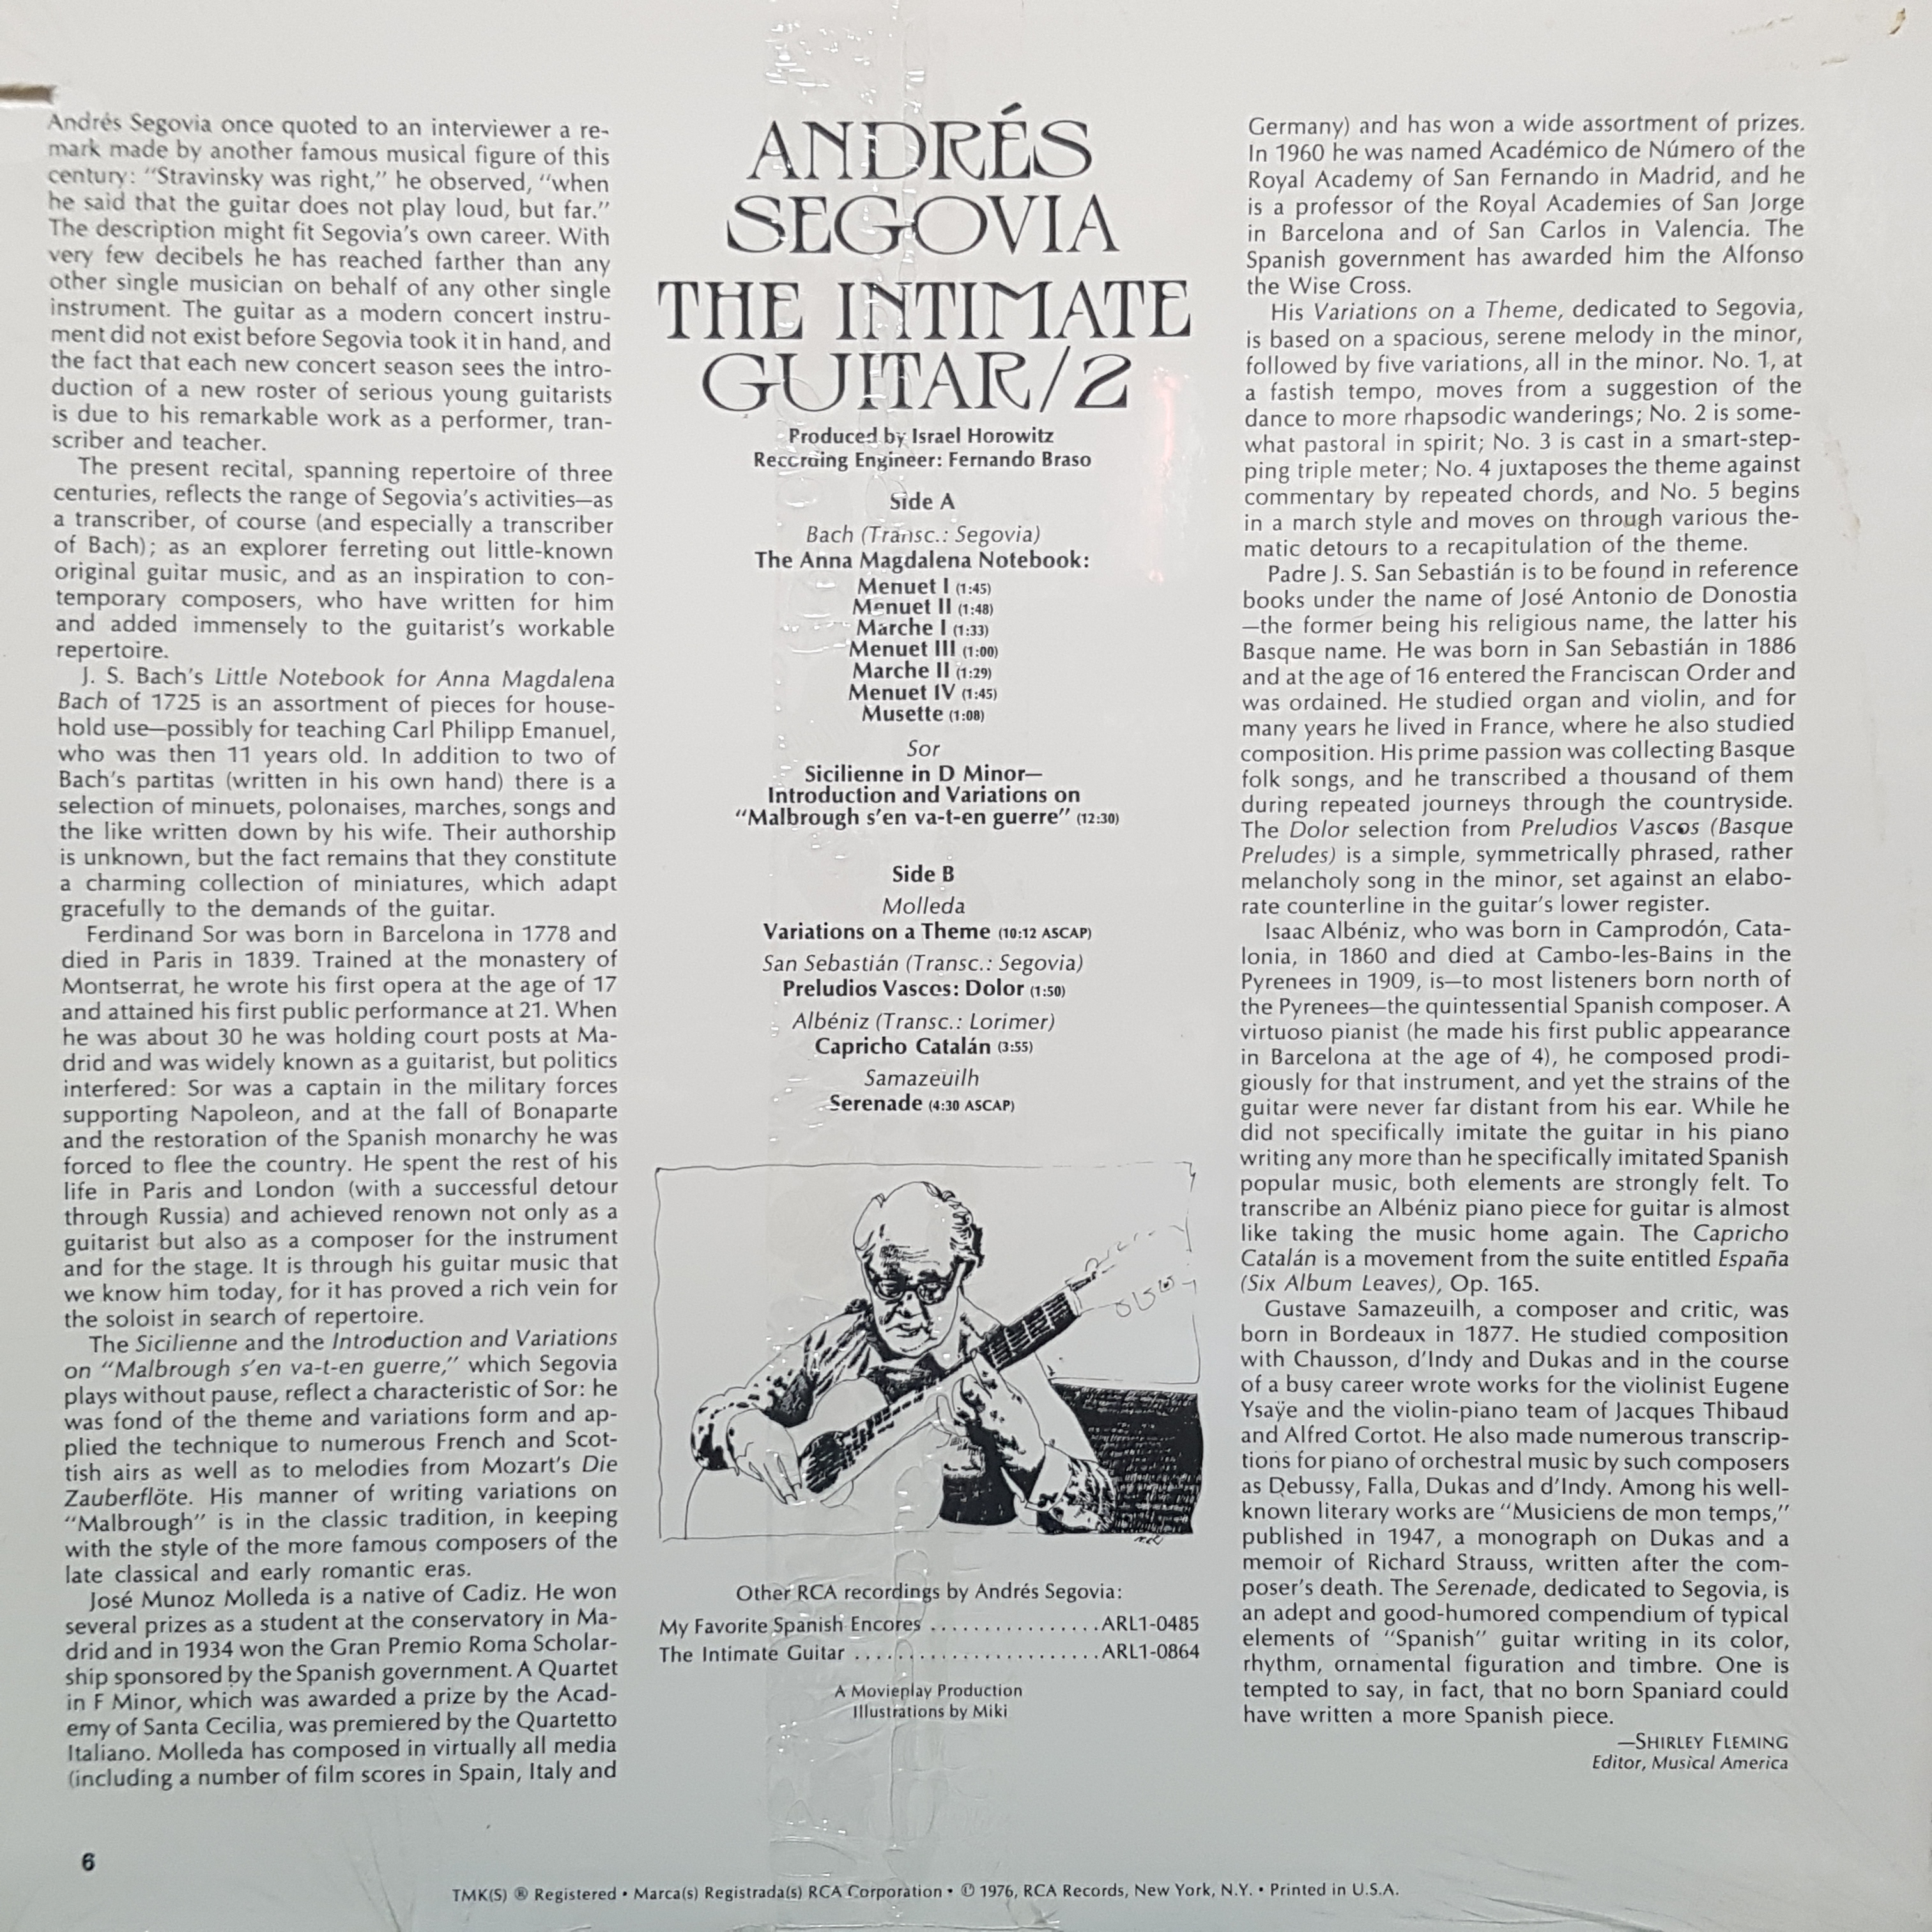 Andrés Segovia once quoted to an interviewer a re-
mark made by another famous musical figure of this
century: “Stravinsky was right,” he observed, “when
he said that the guitar does not play loud, but far.”
The description might fit Segovia’s own career. With
very few decibels he has reached farther than any
other single musician on behalf of any other single
instrument. The guitar as a modern concert instru-
ment did not exist before Segovia took it in hand, and
the fact that each new concert season sees the intro-
duction of a new roster of serious young guitarists
is due to his remarkable work as a performer, tran-
scriber and teacher.
The present recital, spanning repertoire of three
centuries, reflects the range of Segovia’s activities—as
a transcriber, of course (and especially a transcriber
of Bach); as an explorer ferreting out little-known
original guitar music, and as an inspiration to con-
temporary composers, who have written for him
and added immensely to the guitarist’s workable
repertoire.
J. S. Bach’s Little Notebook for Anna Magdalena
Bach of 1725 is an assortment of pieces for house-
hold use—possibly for teaching Carl Philipp Emanuel,
who was then 11 years old. In addition to two of
Bach’s partitas (written in his own hand) there is a
selection of minuets, polonaises, marches, songs and
the like written down by his wife. Their authorship
is unknown, but the fact remains that they constitute
a charming collection of miniatures, which adapt
gracefully to the demands of the guitar.
Ferdinand Sor was born in Barcelona in 1778 and
died in Paris in 1839. Trained at the monastery of
Montserrat, he wrote his first opera at the age of 17
and attained his first public performance at 21. When
he was about 30 he was holding court posts at Ma-
drid and was widely known as a guitarist, but politics
interfered: Sor was a captain in the military forces
supporting Napoleon, and at the fall of Bonaparte
and the restoration of the Spanish monarchy he was
forced to flee the country. He spent the rest of his
life in Paris and London (with a successful detour
through Russia) and achieved renown not only as a
guitarist but also as a composer for the instrument
and for the stage. It is through his guitar music that
we know him today, for it has proved a rich vein for
the soloist in search of repertoire.
The Sicilienne and the Introduction and Variations
on “Malbrough s’en va-t-en guerre,” which Segovia
plays without pause, reflect a characteristic of Sor: he
was fond of the theme and variations form and ap-
plied the technique to numerous French and Scot-
tish airs as well as to melodies from Mozart’s Die
Zauberflöte. His manner of writing variations on
“Malbrough” is in the classic tradition, in keeping
with the style of the more famous composers of the
late classical and early romantic eras.
José Munoz Molleda is a native of Cadiz. He won
several prizes as a student at the conservatory in Ma-
drid and in 1934 won the Gran Premio Roma Scholar-
ship sponsored by the Spanish government. A Quartet
in F Minor, which was awarded a prize by the Acad-
emy of Santa Cecilia, was premiered by the Quartetto
Italiano. Molleda has composed in virtually all media
(including a number of film scores in Spain, Italy and
ANDRÉS
SEGOVIA
THE INTIMATE
GUITAR/2
Produced by Israel Horowitz
Recording Engineer: Fernando Braso
Side A
Bach (Transc.: Segovia)
The Anna Magdalena Notebook:
Menuet I (1:45)
Menuet II (1:48)
Marche I (1:33)
Menuet III (1:00)
Marche II (1:29)
Menuet IV (1:45)
Musette (1:08)
Sor
Sicilienne in D Minor—
Introduction and Variations on
“Malbrough s’en va-t-en guerre” (12:30)
Side B
Molleda
Variations on a Theme (10:12 ASCAP)
San Sebastián (Transc.: Segovia)
Preludios Vascos: Dolor (1:50)
Albéniz (Transc.: Lorimer)
Capricho Catalán (3:55)
Samazeuilh
Serenade (4:30 ASCAP)
Other RCA recordings by Andrés Segovia:
My Favorite Spanish Encores ................ARL1-0485
The Intimate Guitar .......................ARL1-0864
A Movieplay Production
Illustrations by Miki
Germany) and has won a wide assortment of prizes.
In 1960 he was named Académico de Número of the
Royal Academy of San Fernando in Madrid, and he
is a professor of the Royal Academies of San Jorge
in Barcelona and of San Carlos in Valencia. The
Spanish government has awarded him the Alfonso
the Wise Cross.
His Variations on a Theme, dedicated to Segovia,
is based on a spacious, serene melody in the minor,
followed by five variations, all in the minor. No. 1, at
a fastish tempo, moves from a suggestion of the
dance to more rhapsodic wanderings; No. 2 is some-
what pastoral in spirit; No. 3 is cast in a smart-step-
ping triple meter; No. 4 juxtaposes the theme against
commentary by repeated chords, and No. 5 begins
in a march style and moves on through various the-
matic detours to a recapitulation of the theme.
Padre J. S. San Sebastián is to be found in reference
books under the name of José Antonio de Donostia
—the former being his religious name, the latter his
Basque name. He was born in San Sebastián in 1886
and at the age of 16 entered the Franciscan Order and
was ordained. He studied organ and violin, and for
many years he lived in France, where he also studied
composition. His prime passion was collecting Basque
folk songs, and he transcribed a thousand of them
during repeated journeys through the countryside.
The Dolor selection from Preludios Vascos (Basque
Preludes) is a simple, symmetrically phrased, rather
melancholy song in the minor, set against an elabo-
rate counterline in the guitar’s lower register.
Isaac Albéniz, who was born in Camprodón, Cata-
lonia, in 1860 and died at Cambo-les-Bains in the
Pyrenees in 1909, is—to most listeners born north of
the Pyrenees—the quintessential Spanish composer. A
virtuoso pianist (he made his first public appearance
in Barcelona at the age of 4), he composed prodi-
giously for that instrument, and yet the strains of the
guitar were never far distant from his ear. While he
did not specifically imitate the guitar in his piano
writing any more than he specifically imitated Spanish
popular music, both elements are strongly felt. To
transcribe an Albéniz piano piece for guitar is almost
like taking the music home again. The Capricho
Catalán is a movement from the suite entitled España
(Six Album Leaves), Op. 165.
Gustave Samazeuilh, a composer and critic, was
born in Bordeaux in 1877. He studied composition
with Chausson, d’Indy and Dukas and in the course
of a busy career wrote works for the violinist Eugene
Ysaÿe and the violin-piano team of Jacques Thibaud
and Alfred Cortot. He also made numerous transcrip-
tions for piano of orchestral music by such composers
as Debussy, Falla, Dukas and d’Indy. Among his well-
known literary works are “Musiciens de mon temps,”
published in 1947, a monograph on Dukas and a
memoir of Richard Strauss, written after the com-
poser’s death. The Serenade, dedicated to Segovia, is
an adept and good-humored compendium of typical
elements of “Spanish” guitar writing in its color,
rhythm, ornamental figuration and timbre. One is
tempted to say, in fact, that no born Spaniard could
have written a more Spanish piece.
—SHIRLEY FLEMING
Editor, Musical America
6
TMK(S) ® Registered • Marca(s) Registrada(s) RCA Corporation • ℗ 1976, RCA Records, New York, N.Y. • Printed in U.S.A.